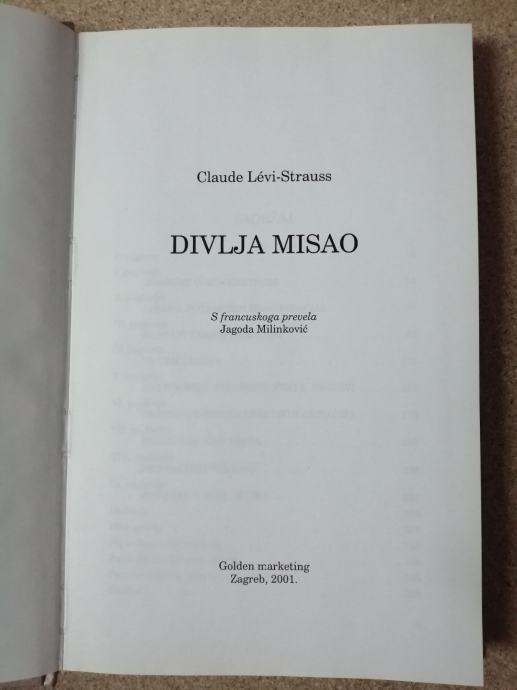 Claude Lévi-Strauss
DIVLJA MISAO
S francuskoga prevela
Jagoda Milinković
Golden marketing
Zagreb, 2001.